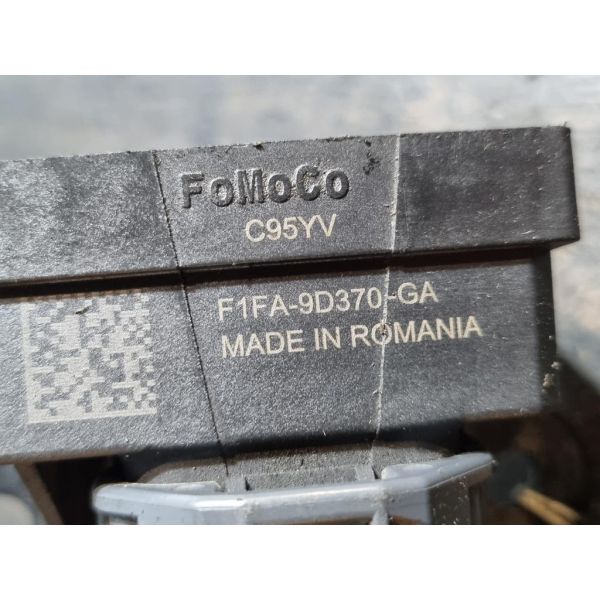 FoMoCo
C95YV
F1FA-9D370-GA
MADE IN ROMANIA